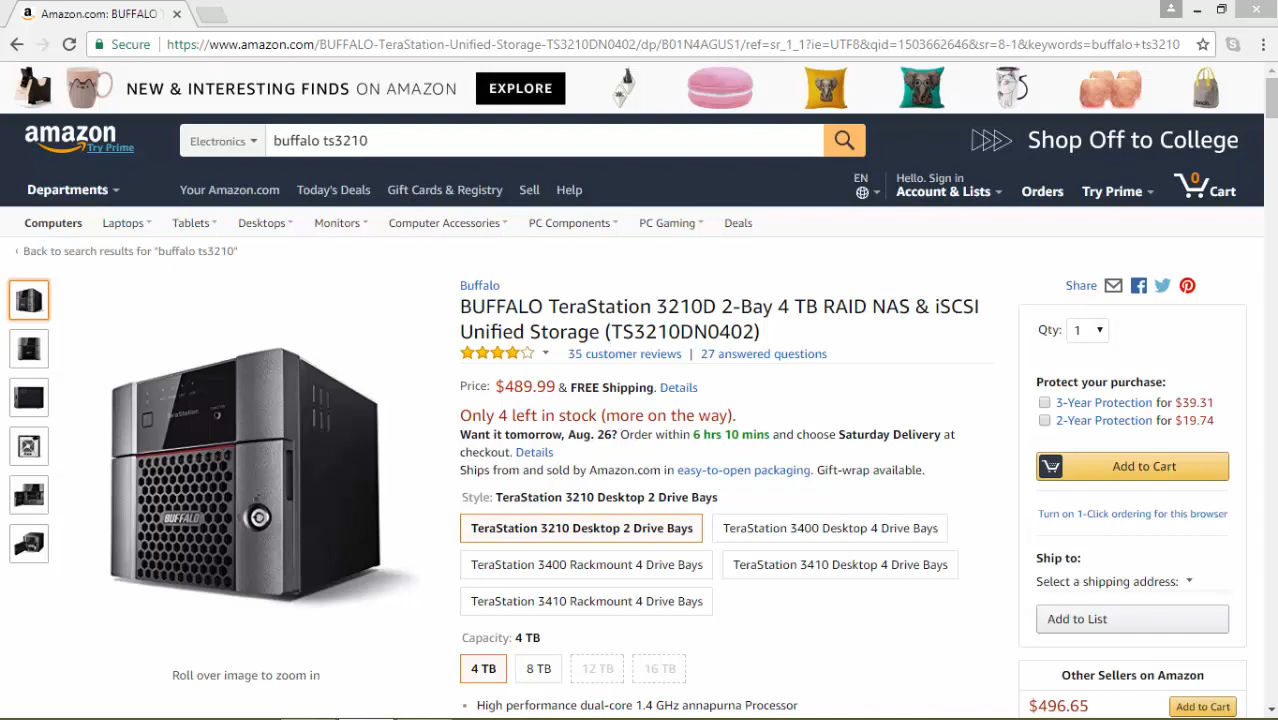 Amazon.com: BUFFALO T
Secure
https://www.amazon.com/BUFFALO-TeraStation-Unified-Storage-TS3210DN0402/dp/B01N4AGUS1/ref=sr_1_1?ie=UTF8&qid=1503662646&sr=8-1&keywords=buffalo+ts3210
NEW & INTERESTING FINDS ON AMAZON
EXPLORE
amazon
Try Prime
Electronics
buffalo ts3210
Shop Off to College
Departments
Your Amazon.com
Today's Deals
Gift Cards & Registry
Sell
Help
EN
Hello. Sign in
Account & Lists
Orders
Try Prime
0
Cart
Computers
Laptops
Tablets
Desktops
Monitors
Computer Accessories
PC Components
PC Gaming
Deals
‹ Back to search results for "buffalo ts3210"
Buffalo
BUFFALO TeraStation 3210D 2-Bay 4 TB RAID NAS & iSCSI
Unified Storage (TS3210DN0402)
35 customer reviews | 27 answered questions
Price: $489.99 & FREE Shipping. Details
Only 4 left in stock (more on the way).
Want it tomorrow, Aug. 26? Order within 6 hrs 10 mins and choose Saturday Delivery at
checkout. Details
Ships from and sold by Amazon.com in easy-to-open packaging. Gift-wrap available.
Style: TeraStation 3210 Desktop 2 Drive Bays
TeraStation 3210 Desktop 2 Drive Bays
TeraStation 3400 Desktop 4 Drive Bays
TeraStation 3400 Rackmount 4 Drive Bays
TeraStation 3410 Desktop 4 Drive Bays
TeraStation 3410 Rackmount 4 Drive Bays
Capacity: 4 TB
4 TB
8 TB
12 TB
16 TB
• High performance dual-core 1.4 GHz annapurna Processor
TeraStation
BUFFALO
Roll over image to zoom in
Share
Qty: 1
Protect your purchase:
3-Year Protection for $39.31
2-Year Protection for $19.74
Add to Cart
Turn on 1-Click ordering for this browser
Ship to:
Select a shipping address:
Add to List
Other Sellers on Amazon
$496.65
Add to Cart